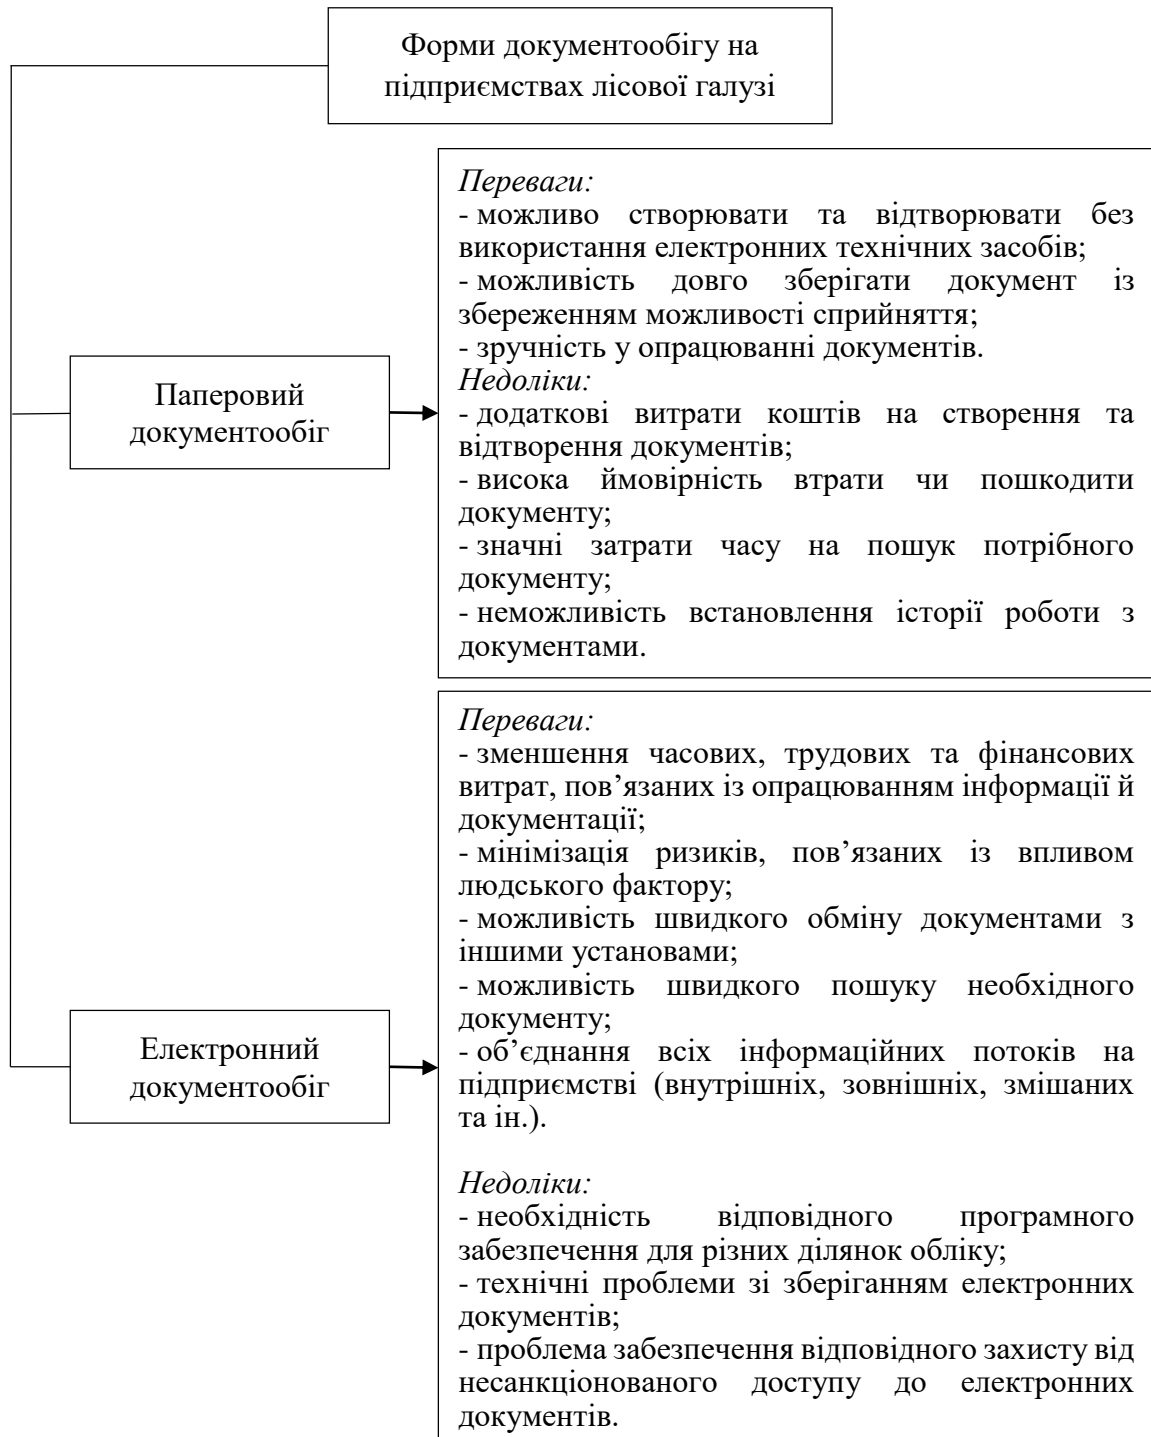 Форми документообігу на
підприємствах лісової галузі
Переваги:
- можливо створювати та відтворювати без
використання електронних технічних засобів;
- можливість довго зберігати документ із
збереженням можливості сприйняття;
- зручність у опрацюванні документів.
Недоліки:
- додаткові витрати коштів на створення та
відтворення документів;
- висока ймовірність втрати чи пошкодити
документу;
- значні затрати часу на пошук потрібного
документу;
- неможливість встановлення історії роботи з
документами.
Паперовий
документообіг
Переваги:
- зменшення часових, трудових та фінансових
витрат, пов’язаних із опрацюванням інформації й
документації;
- мінімізація ризиків, пов’язаних із впливом
людського фактору;
- можливість швидкого обміну документами з
іншими установами;
- можливість швидкого пошуку необхідного
документу;
- об’єднання всіх інформаційних потоків на
підприємстві (внутрішніх, зовнішніх, змішаних
та ін.).
Недоліки:
- необхідність відповідного програмного
забезпечення для різних ділянок обліку;
- технічні проблеми зі зберіганням електронних
документів;
- проблема забезпечення відповідного захисту від
несанкціонованого доступу до електронних
документів.
Електронний
документообіг